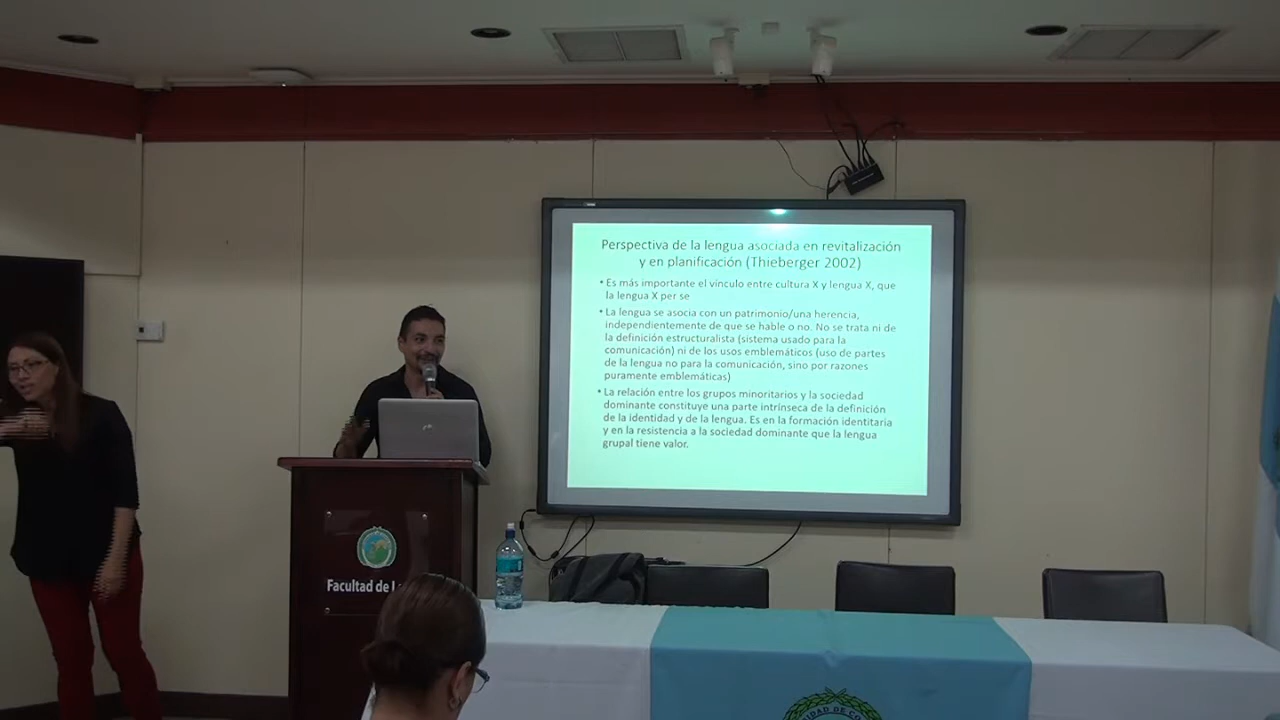 Perspectiva de la lengua asociada en revitalización
y en planificación (Thieberger 2002)
• Es más importante el vínculo entre cultura X y lengua X, que
la lengua X per se
• La lengua se asocia con un patrimonio/una herencia,
independientemente de que se hable o no. No se trata ni de
la definición estructuralista (sistema usado para la
comunicación) ni de los usos emblemáticos (uso de partes
de la lengua no para la comunicación, sino por razones
puramente emblemáticas)
• La relación entre los grupos minoritarios y la sociedad
dominante constituye una parte intrínseca de la definición
de la identidad y de la lengua. Es en la formación identitaria
y en la resistencia a la sociedad dominante que la lengua
grupal tiene valor.
Facultad de
DAD DE CO